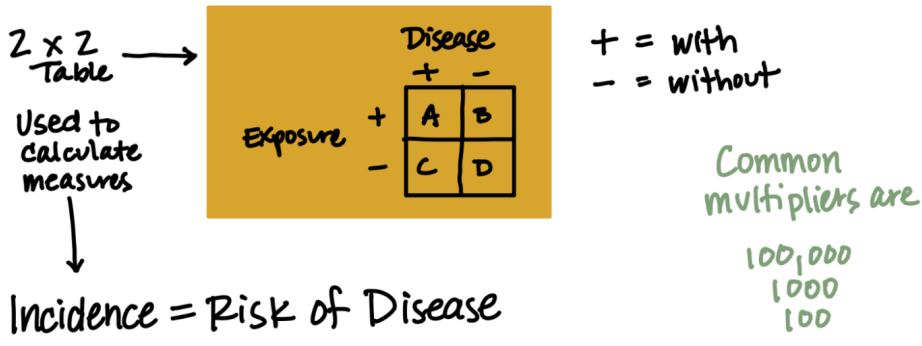 2 x 2
Table
Used to
calculate
measures
Disease
+ -
Exposure
+ A B
- C D
+ = with
- = without
Common
multipliers are
100,000
1000
100
Incidence = Risk of Disease